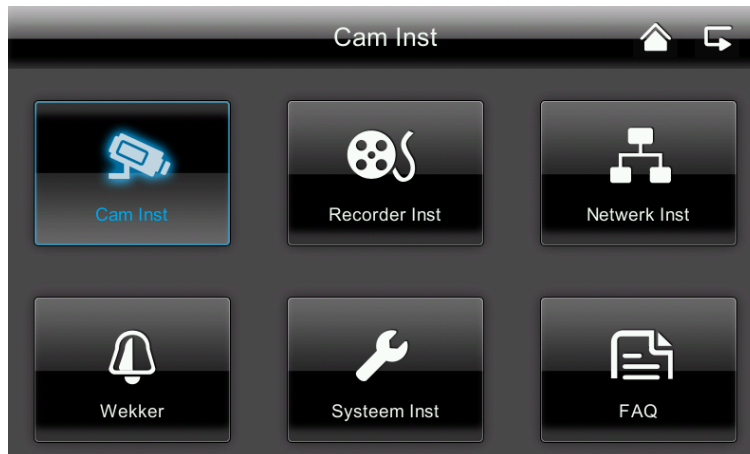 Cam Inst
Cam Inst
Recorder Inst
Netwerk Inst
Wekker
Systeem Inst
FAQ